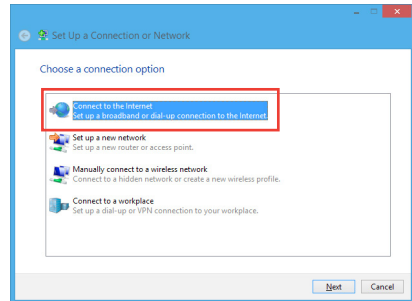 Set Up a Connection or Network
Choose a connection option
Connect to the Internet
Set up a broadband or dial-up connection to the Internet.
Set up a new network
Set up a new router or access point.
Manually connect to a wireless network
Connect to a hidden network or create a new wireless profile.
Connect to a workplace
Set up a dial-up or VPN connection to your workplace.
Next Cancel